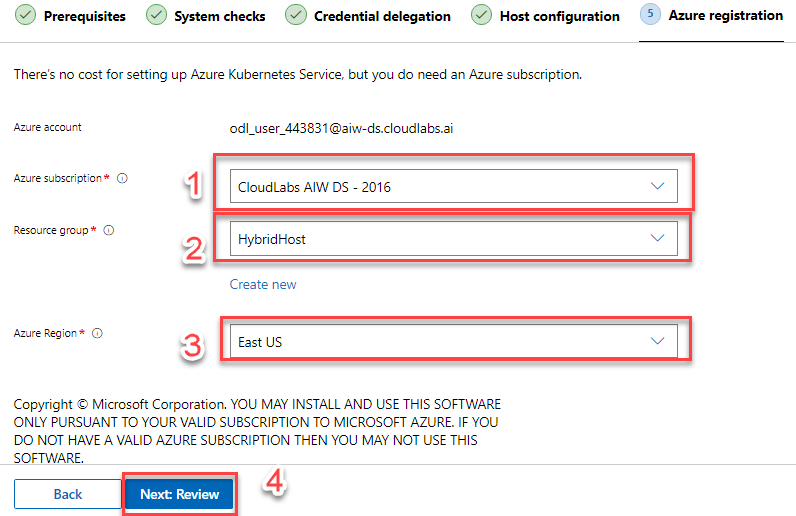 Prerequisites System checks Credential delegation Host configuration 5 Azure registration
There's no cost for setting up Azure Kubernetes Service, but you do need an Azure subscription.
Azure account odl_user_443831@aiw-ds.cloudlabs.ai
Azure subscription * 1 CloudLabs AIW DS - 2016
Resource group * 2 HybridHost
Create new
Azure Region * 3 East US
Copyright © Microsoft Corporation. YOU MAY INSTALL AND USE THIS SOFTWARE
ONLY PURSUANT TO YOUR VALID SUBSCRIPTION TO MICROSOFT AZURE. IF YOU
DO NOT HAVE A VALID AZURE SUBSCRIPTION THEN YOU MAY NOT USE THIS
SOFTWARE.
Back Next: Review 4